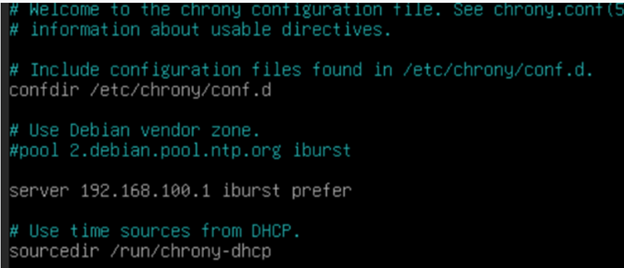 # Welcome to the chrony configuration file. See chrony.conf(5
# information about usable directives.
# Include configuration files found in /etc/chrony/conf.d.
confdir /etc/chrony/conf.d
# Use Debian vendor zone.
#pool 2.debian.pool.ntp.org iburst
server 192.168.100.1 iburst prefer
# Use time sources from DHCP.
sourcedir /run/chrony-dhcp